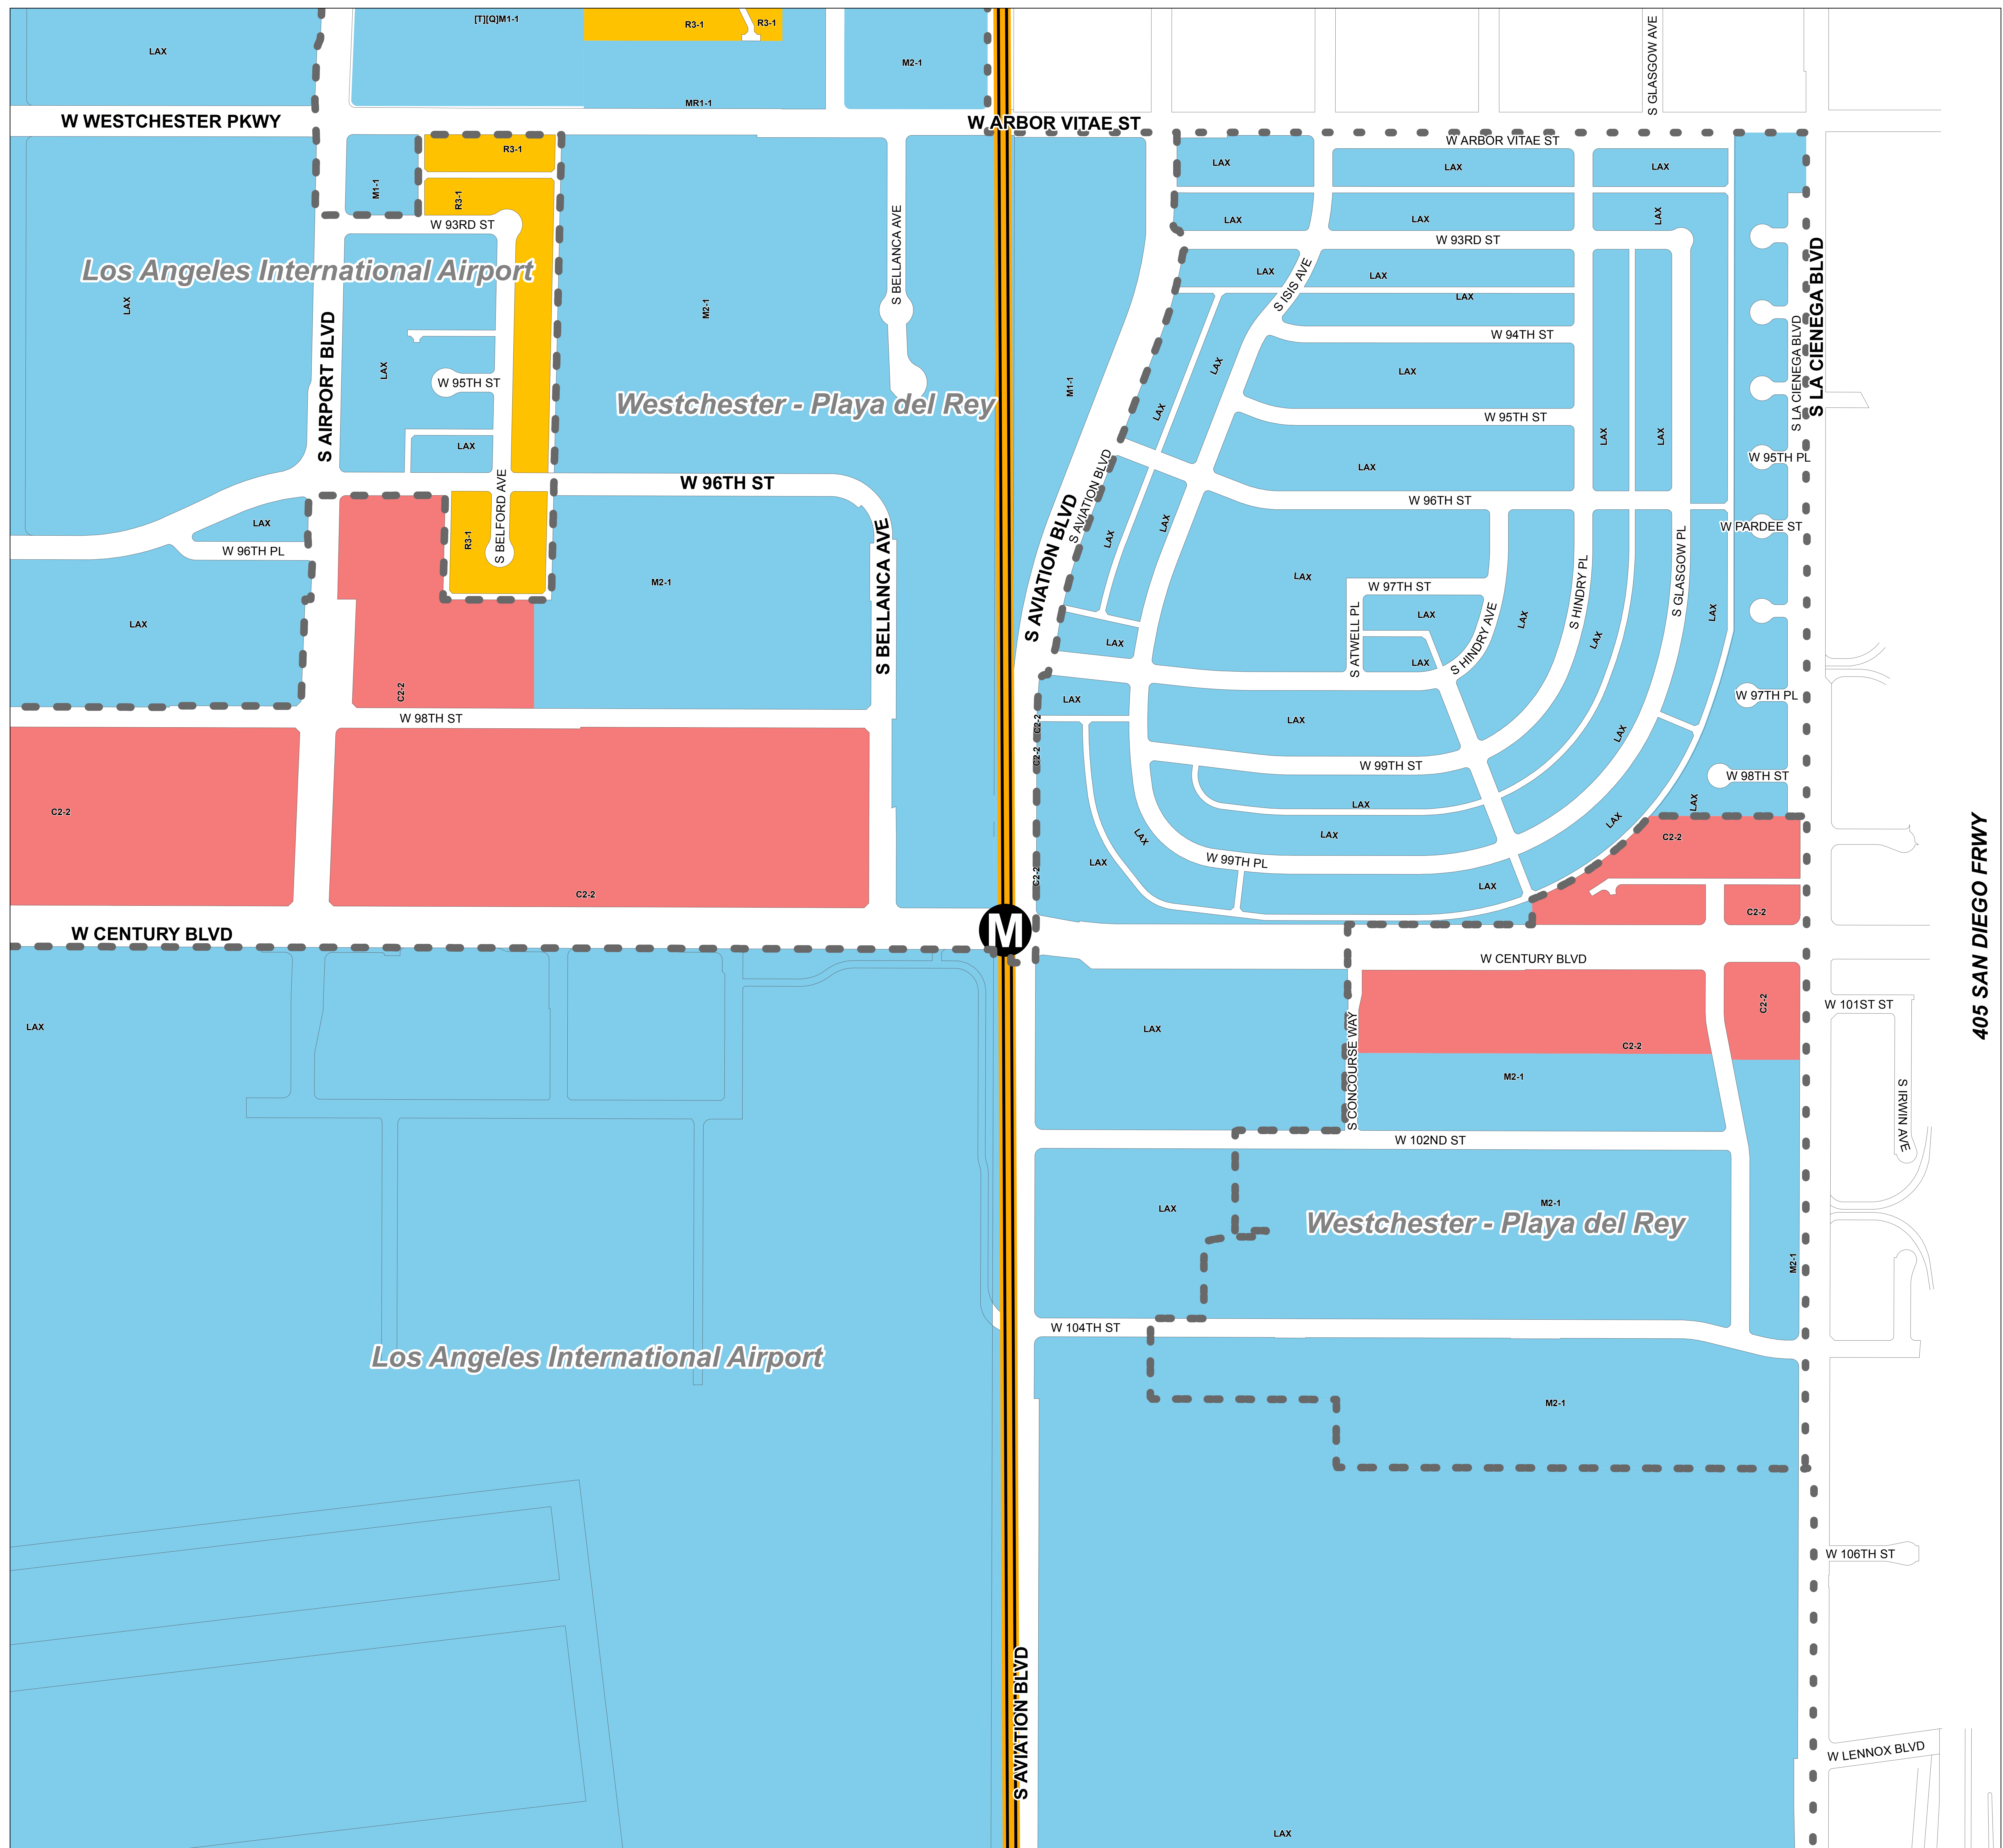 [T][Q]M1-1
R3-1
R3-1
S GLASGOW AVE
LAX
M2-1
MR1-1
W WESTCHESTER PKWY
W ARBOR VITAE ST
W ARBOR VITAE ST
R3-1
LAX
LAX
LAX
M1-1
R3-1
W 93RD ST
S BELLANCA AVE
LAX
LAX
LAX
W 93RD ST
Los Angeles International Airport
LAX
LAX
LAX
S ISIS AVE
LAX
M2-1
W 94TH ST
S AIRPORT BLVD
S LA CIENEGA BLVD
S LA CIENEGA BLVD
LAX
W 95TH ST
M1-1
LAX
LAX
Westchester - Playa del Rey
LAX
W 95TH ST
LAX
LAX
LAX
LAX
W 95TH PL
W 96TH ST
S BELFORD AVE
S AVIATION BLVD
W 96TH ST
LAX
LAX
LAX
W PARDEE ST
R3-1
W 96TH PL
S BELLANCA AVE
S AVIATION BLVD
LAX
M2-1
LAX
W 97TH ST
S HINDRY PL
S GLASGOW PL
LAX
LAX
LAX
LAX
S ATWELL PL
S HINDRY AVE
LAX
LAX
LAX
C2-2
LAX
W 97TH PL
W 98TH ST
C2-2
LAX
LAX
C2-2
W 99TH ST
W 98TH ST
C2-2
LAX
LAX
LAX
LAX
LAX
C2-2
LAX
W 99TH PL
C2-2
C2-2
LAX
C2-2
405 SAN DIEGO FRWY
W CENTURY BLVD
M
W CENTURY BLVD
LAX
LAX
C2-2
W 101ST ST
S CONCOURSE WAY
C2-2
M2-1
S IRWIN AVE
W 102ND ST
LAX
M2-1
Westchester - Playa del Rey
M2-1
W 104TH ST
Los Angeles International Airport
M2-1
W 106TH ST
S AVIATION BLVD
W LENNOX BLVD
LAX